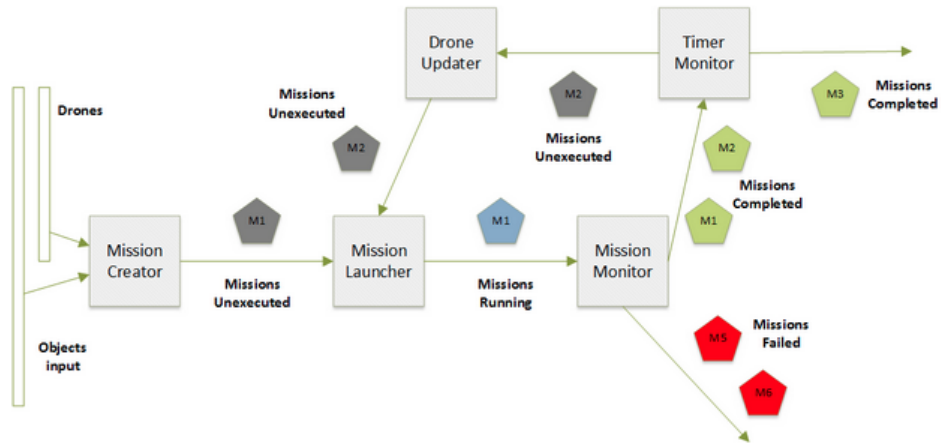 Drone
Updater
Timer
Monitor
Missions
Unexecuted
M2
M2
Missions
Unexecuted
M3
Missions
Completed
Drones
M2
Missions
Completed
M1
Mission
Creator
M1
Missions
Unexecuted
Mission
Launcher
M1
Missions
Running
Mission
Monitor
Objects
input
M5
Missions
Failed
M6